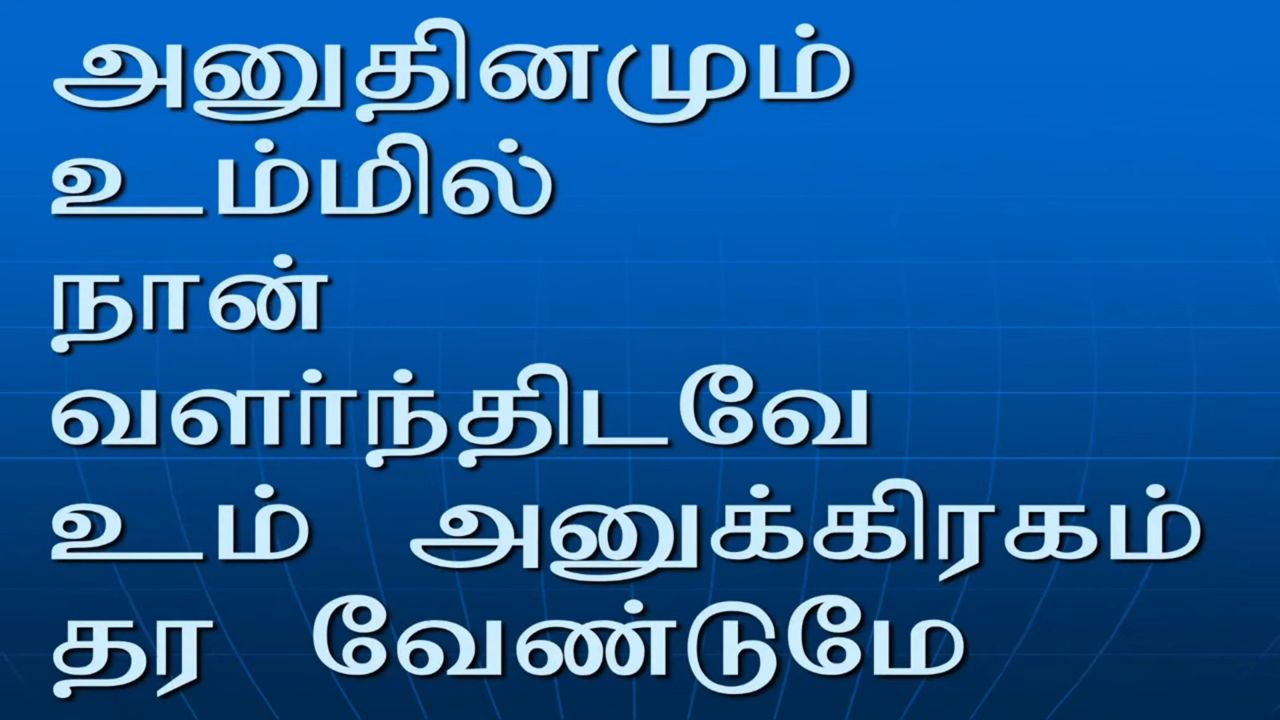 அனுதினமும்
உம்மில்
நான்
வளர்ந்திடவே
உம் அனுக்கிரகம்
தர வேண்டுமே